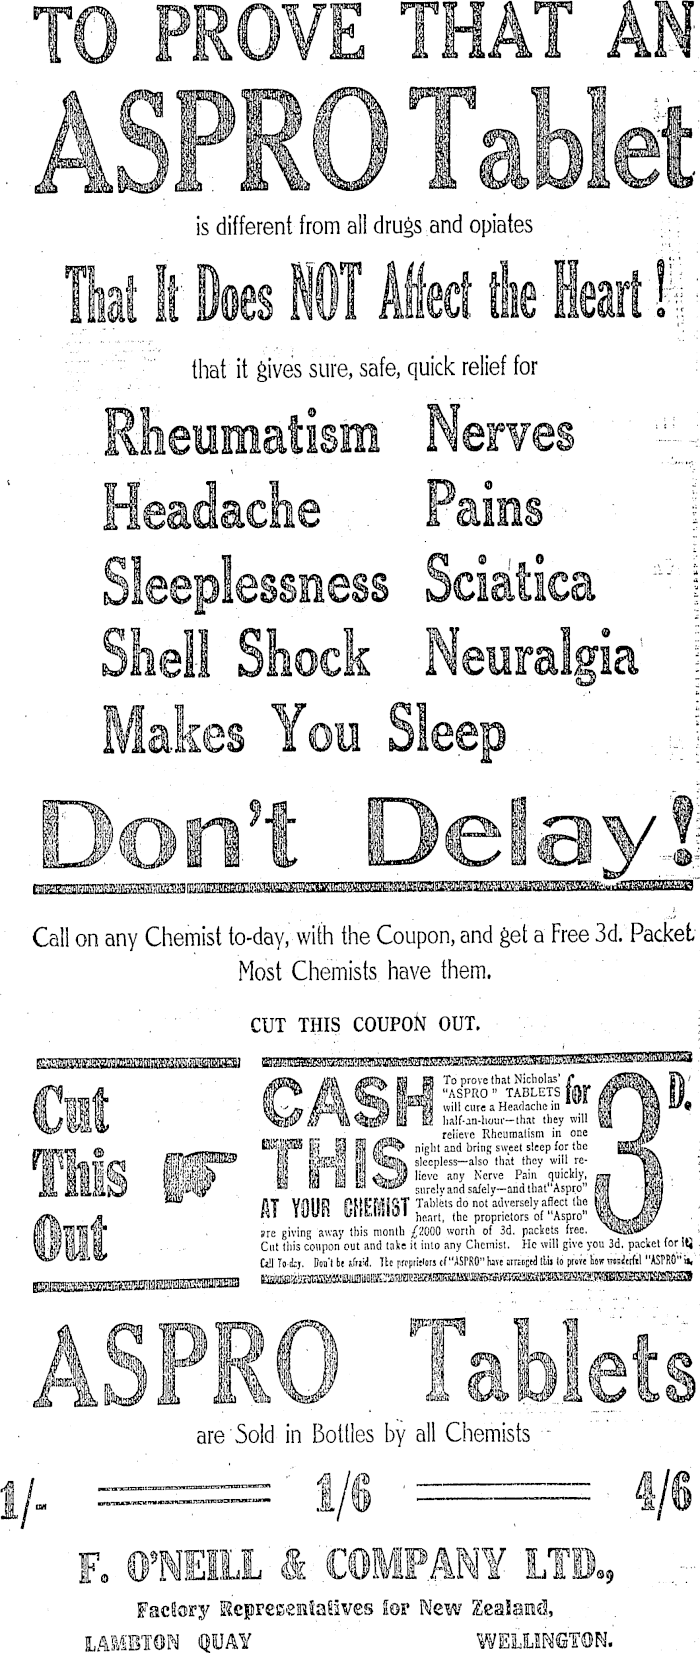 TO PROVE THAT AN
ASPRO Tablet
is different from all drugs and opiates
That It Does NOT Affect the Heart!
that it gives sure, safe, quick relief for
Rheumatism Nerves
Headache Pains
Sleeplessness Sciatica
Shell Shock Neuralgia
Makes You Sleep
Don't Delay!
Call on any Chemist to-day, with the Coupon, and get a Free 3d. Packet.
Most Chemists have them.
CUT THIS COUPON OUT.
Cut
This
Out
CASH
THIS
AT YOUR CHEMIST
for
3D.
To prove that Nicholas'
"ASPRO" TABLETS
will cure a Headache in
half-an-hour—that they will
relieve Rheumatism in one
night and bring sweet sleep for the
sleepless—also that they will re-
lieve any Nerve Pain quickly,
surely and safely—and that "Aspro"
Tablets do not adversely affect the
heart, the proprietors of "Aspro"
are giving away this month £2000 worth of 3d. packets free.
Cut this coupon out and take it into any Chemist. He will give you 3d. packet for it.
Call To-day. Don't be afraid. The proprietors of "ASPRO" have arranged this to prove how wonderful "ASPRO" is.
ASPRO Tablets
are Sold in Bottles by all Chemists
1/- 1/6 4/6
F. O'NEILL & COMPANY LTD.,
Factory Representatives for New Zealand,
LAMBTON QUAY WELLINGTON.